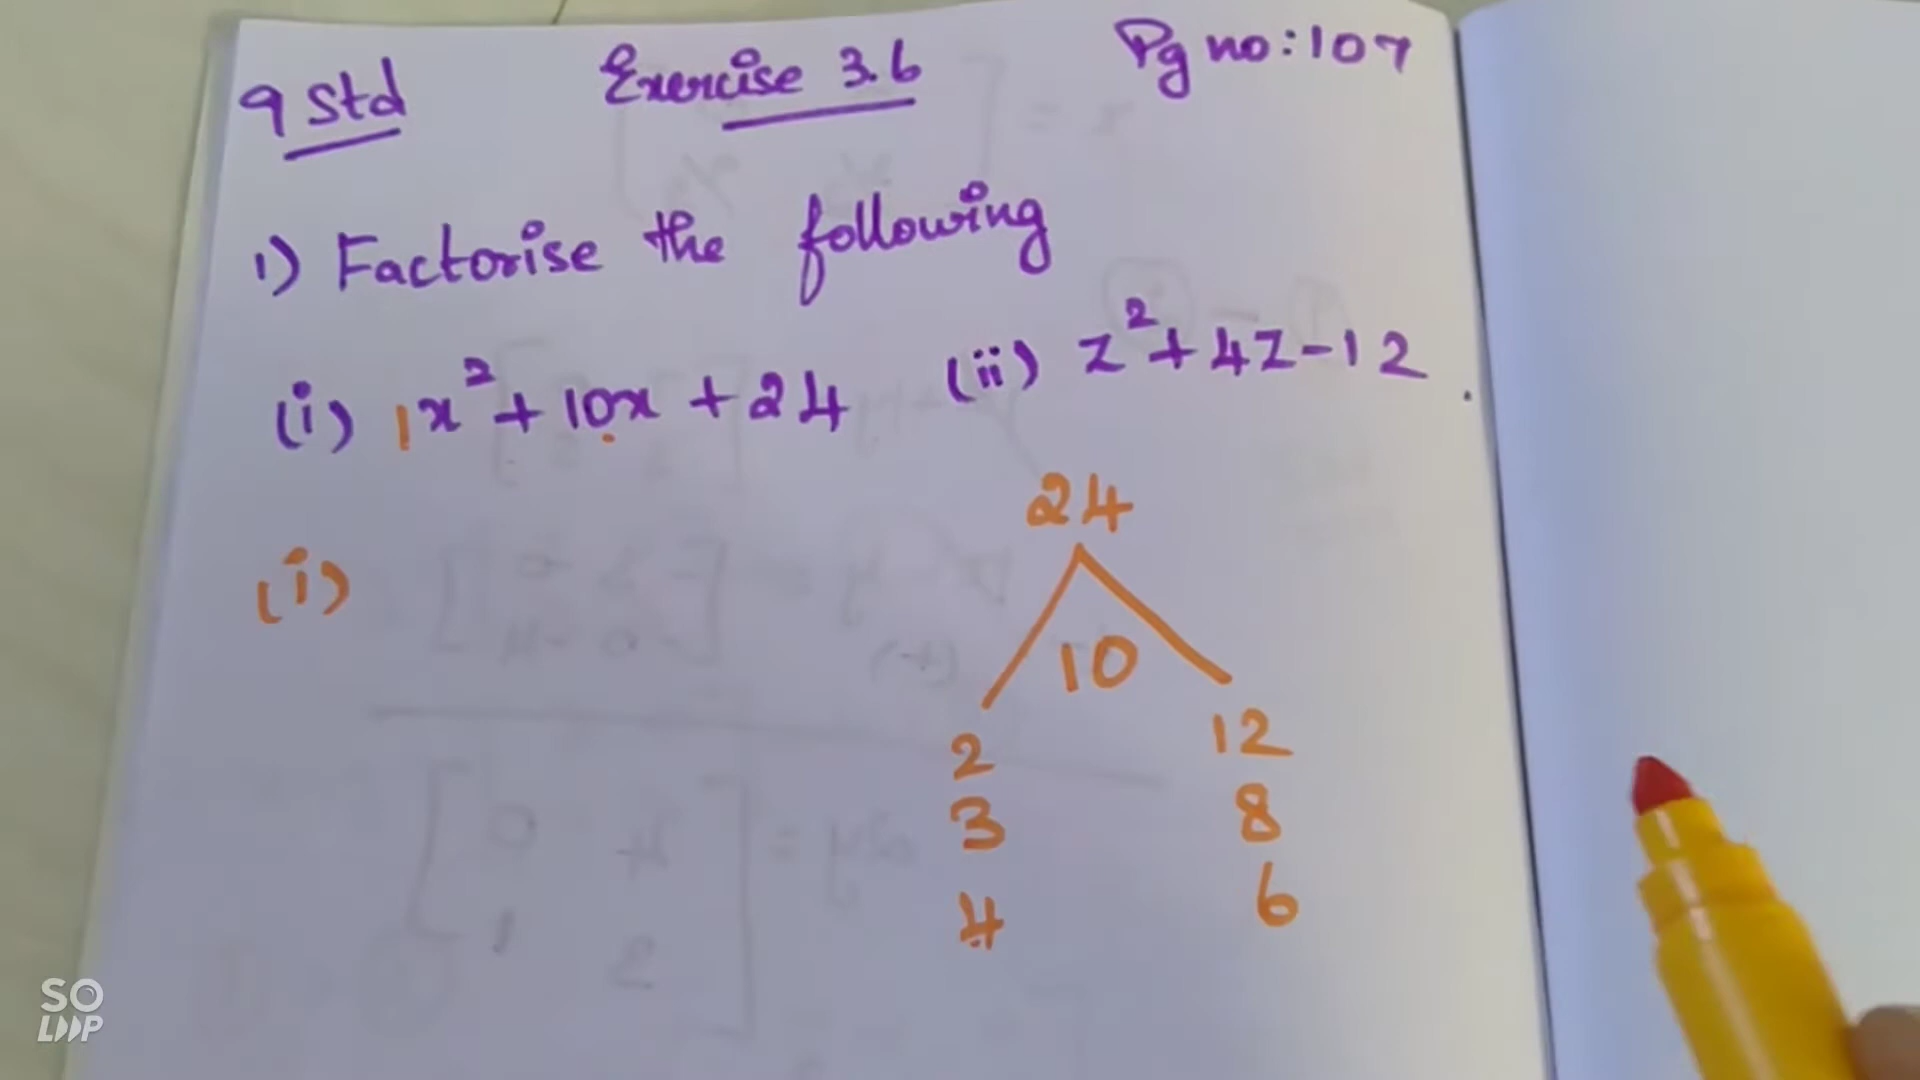 9 Std Exercise 3.6 Pg no: 107
1) Factorise the following
(i) 1x² + 10x + 24 (ii) z² + 4z - 12
(i)
24
10
2 12
3 8
4 6
SO
LOOP